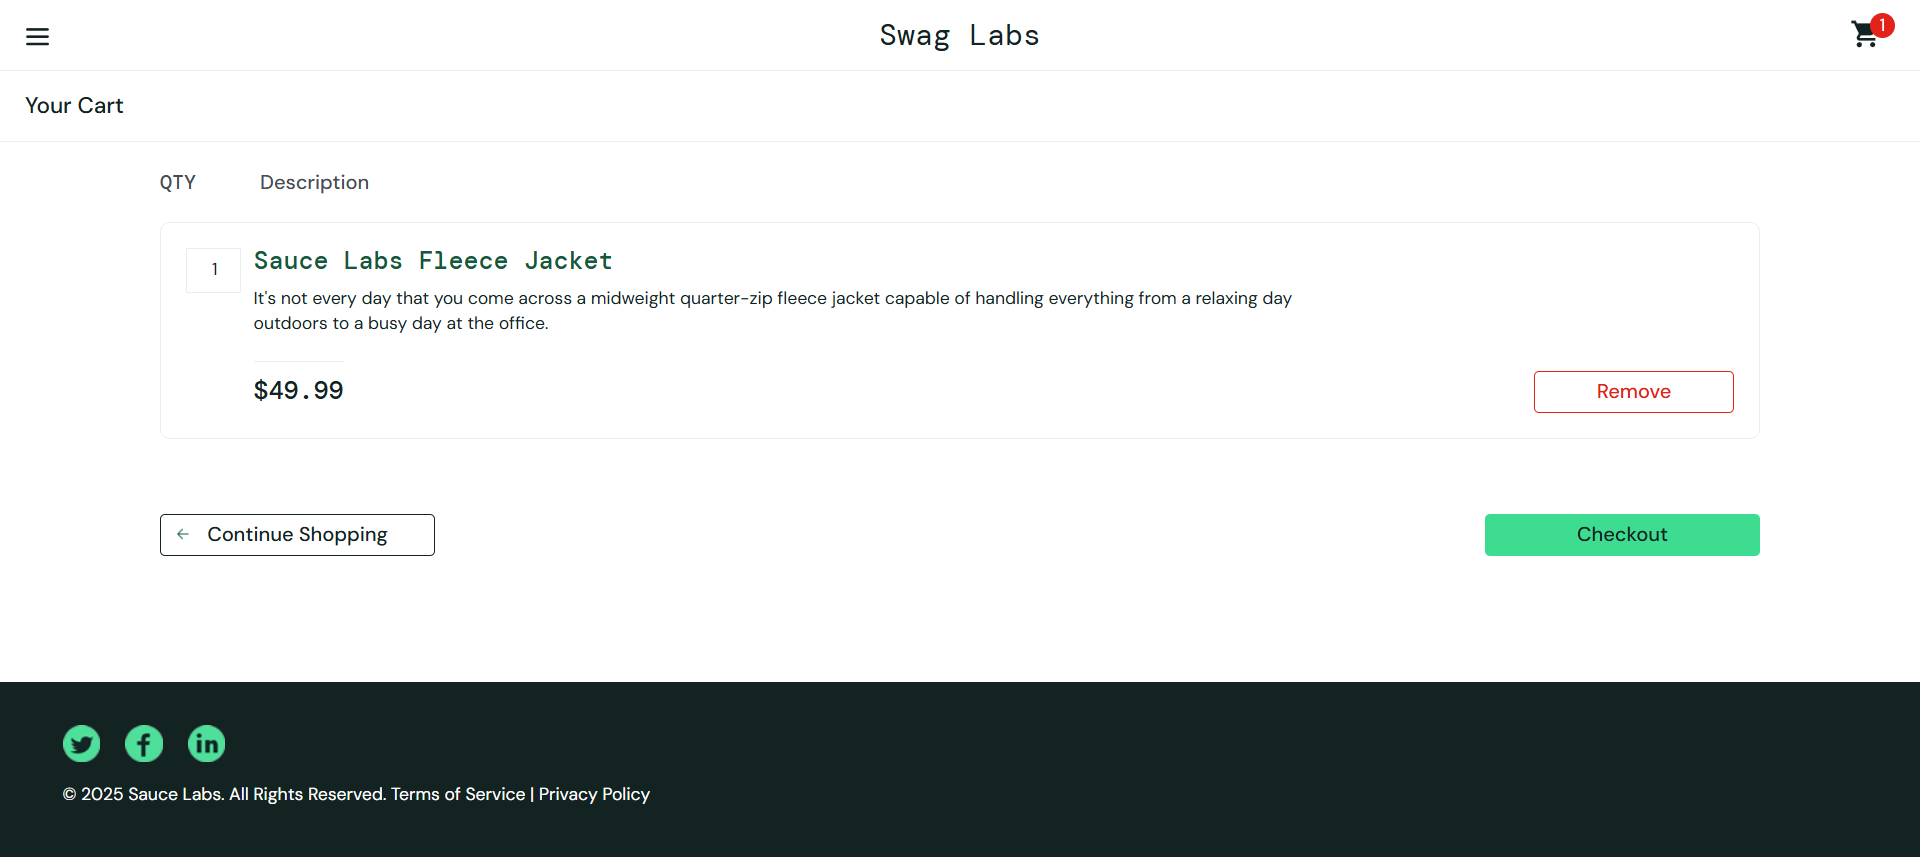 Swag Labs
1
Your Cart
QTY Description
1
Sauce Labs Fleece Jacket
It's not every day that you come across a midweight quarter-zip fleece jacket capable of handling everything from a relaxing day
outdoors to a busy day at the office.
$49.99
Remove
Continue Shopping
Checkout
© 2025 Sauce Labs. All Rights Reserved. Terms of Service | Privacy Policy